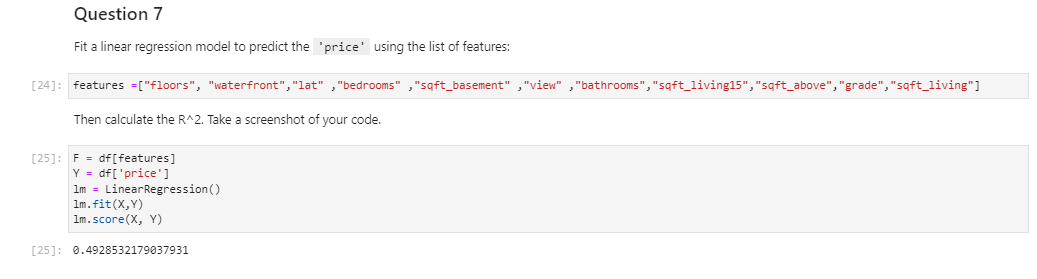 Question 7
Fit a linear regression model to predict the 'price' using the list of features:
[24]: features =["floors", "waterfront","lat" ,"bedrooms" ,"sqft_basement" ,"view" ,"bathrooms","sqft_living15","sqft_above","grade","sqft_living"]
Then calculate the R^2. Take a screenshot of your code.
[25]: F = df[features]
Y = df['price']
lm = LinearRegression()
lm.fit(X,Y)
lm.score(X, Y)
[25]: 0.4928532179037931